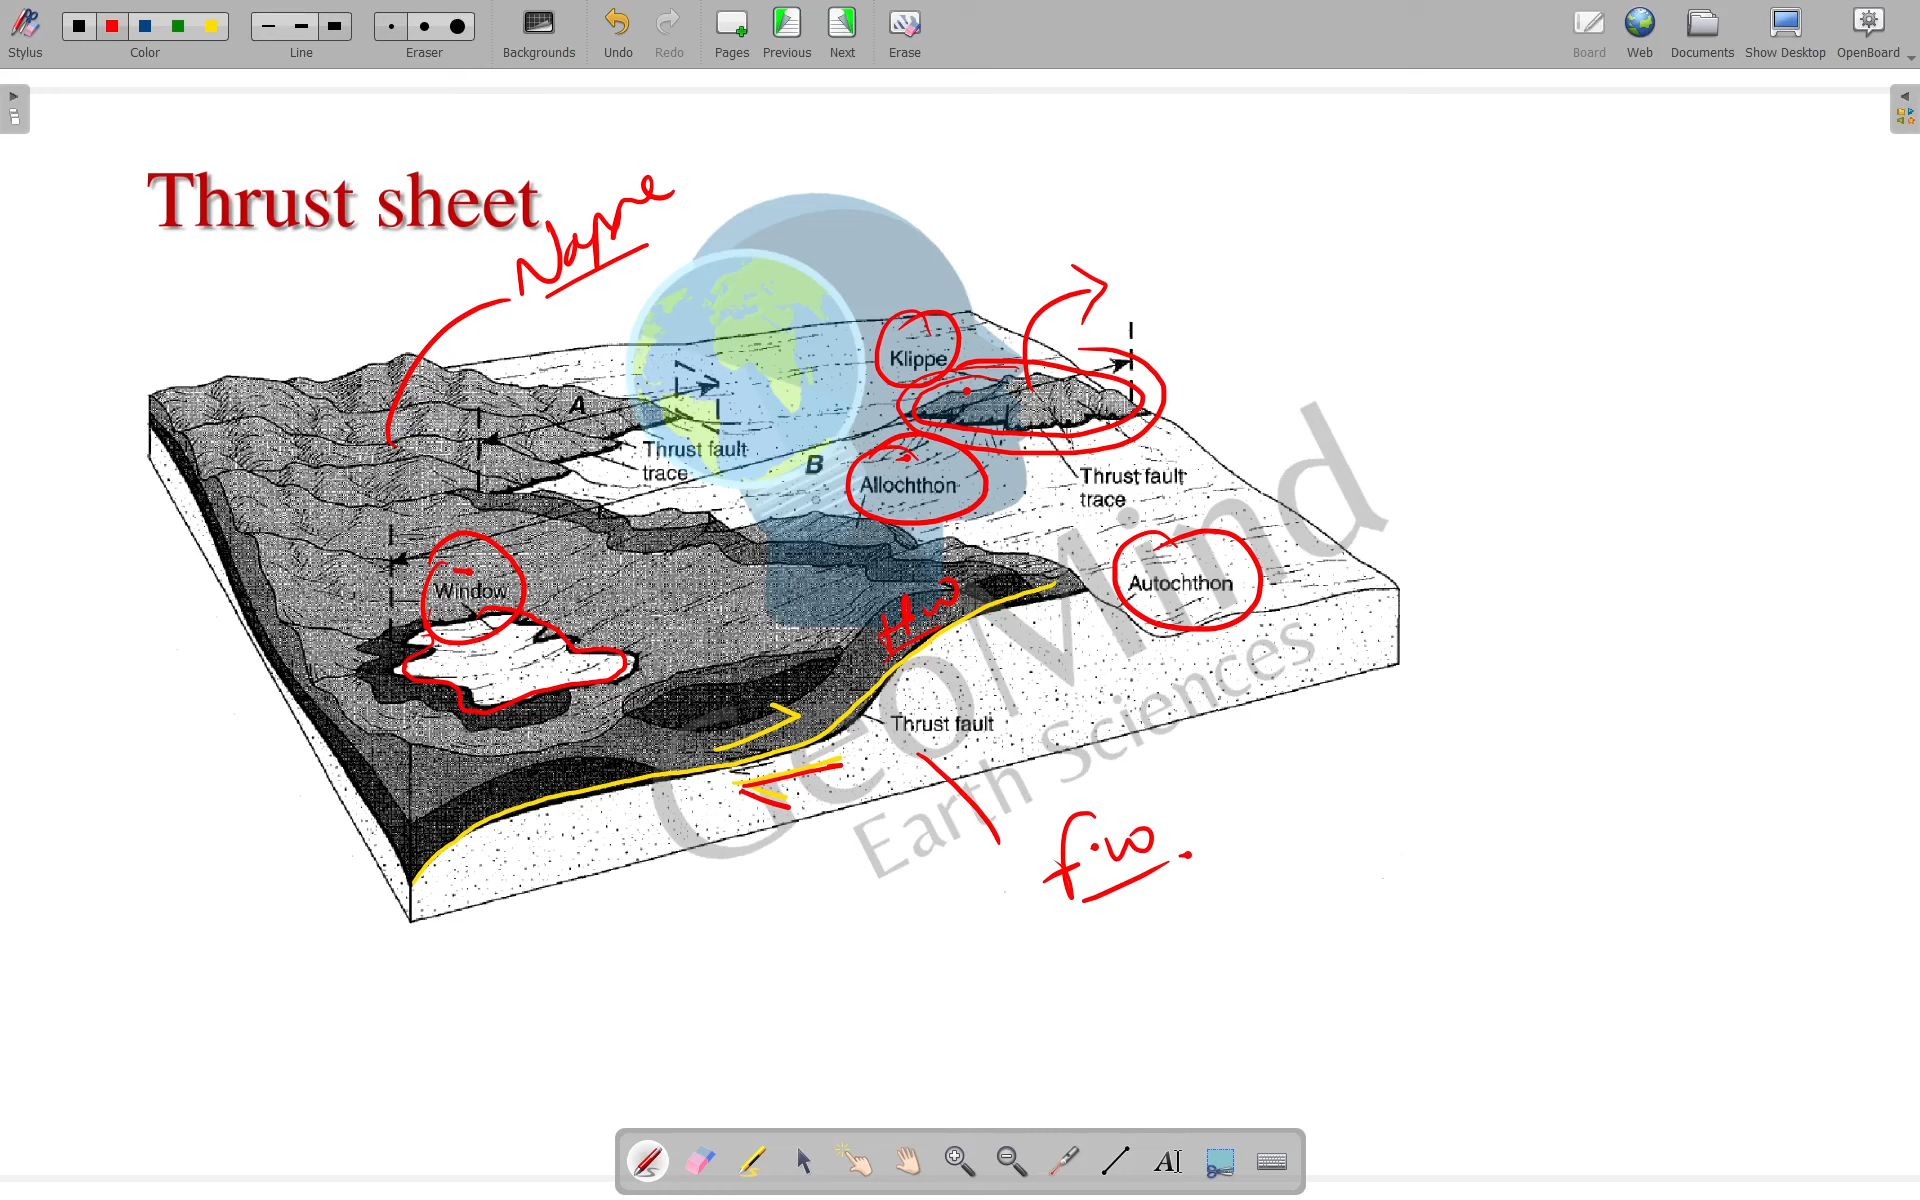 Stylus
Color
Line
Eraser
Backgrounds
Undo
Redo
Pages
Previous
Next
Erase
Board
Web
Documents
Show Desktop
OpenBoard
Thrust sheet
Nappe
Klippe
A
Thrust fault
trace
B
Allochthon
Thrust fault
trace
Window
Autochthon
H.w
Thrust fault
f.w.
GeoMind
Earth Sciences